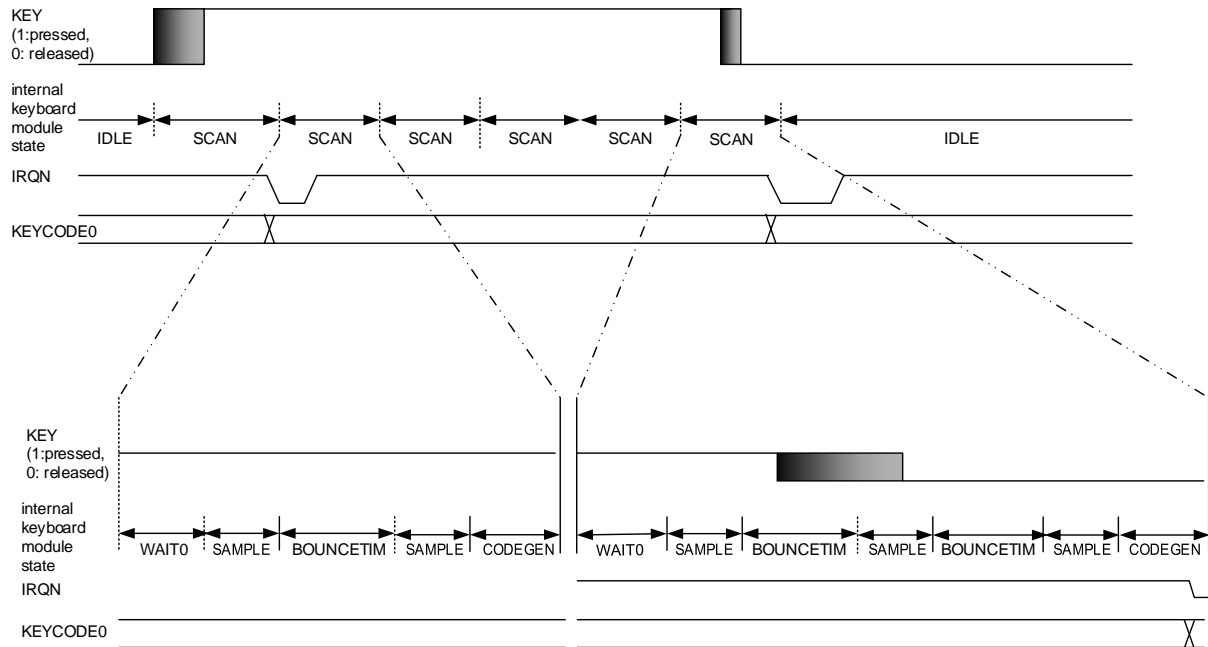 KEY
(1:pressed,
0: released)
internal
keyboard
module
state
IDLE SCAN SCAN SCAN SCAN SCAN SCAN IDLE
IRQN
KEYCODE0
KEY
(1:pressed,
0: released)
internal
keyboard
module
state
WAIT0 SAMPLE BOUNCETIM SAMPLE CODEGEN WAIT0 SAMPLE BOUNCETIM SAMPLE BOUNCETIM SAMPLE CODEGEN
IRQN
KEYCODE0